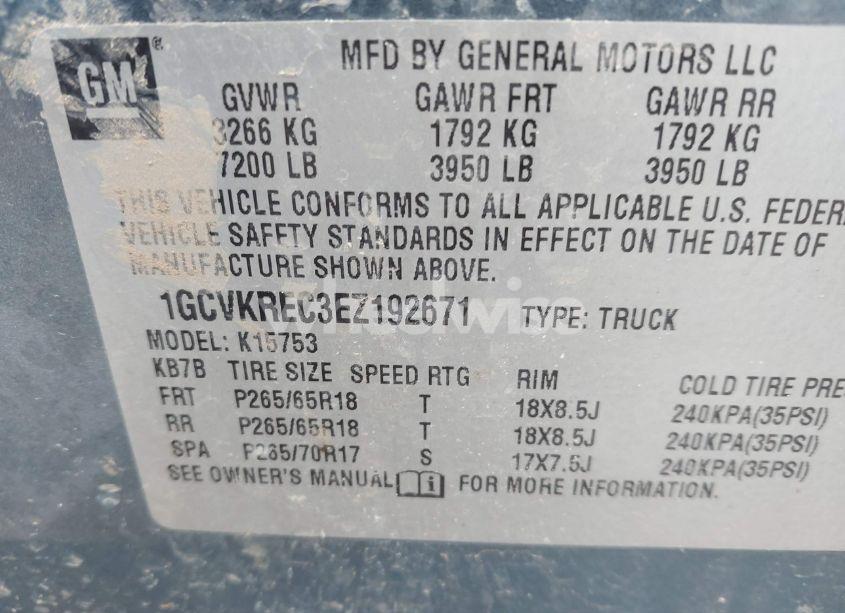 GM®
MFD BY GENERAL MOTORS LLC
GVWR GAWR FRT GAWR RR
3266 KG 1792 KG 1792 KG
7200 LB 3950 LB 3950 LB
THIS VEHICLE CONFORMS TO ALL APPLICABLE U.S. FEDERA
VEHICLE SAFETY STANDARDS IN EFFECT ON THE DATE OF
MANUFACTURE SHOWN ABOVE.
1GCVKREC3EZ192671 TYPE: TRUCK
MODEL: K15753
KB7B TIRE SIZE SPEED RTG RIM COLD TIRE PRE
FRT P265/65R18 T 18X8.5J 240KPA(35PSI)
RR P265/65R18 T 18X8.5J 240KPA(35PSI)
SPA P265/70R17 S 17X7.5J 240KPA(35PSI)
SEE OWNER'S MANUAL i FOR MORE INFORMATION.